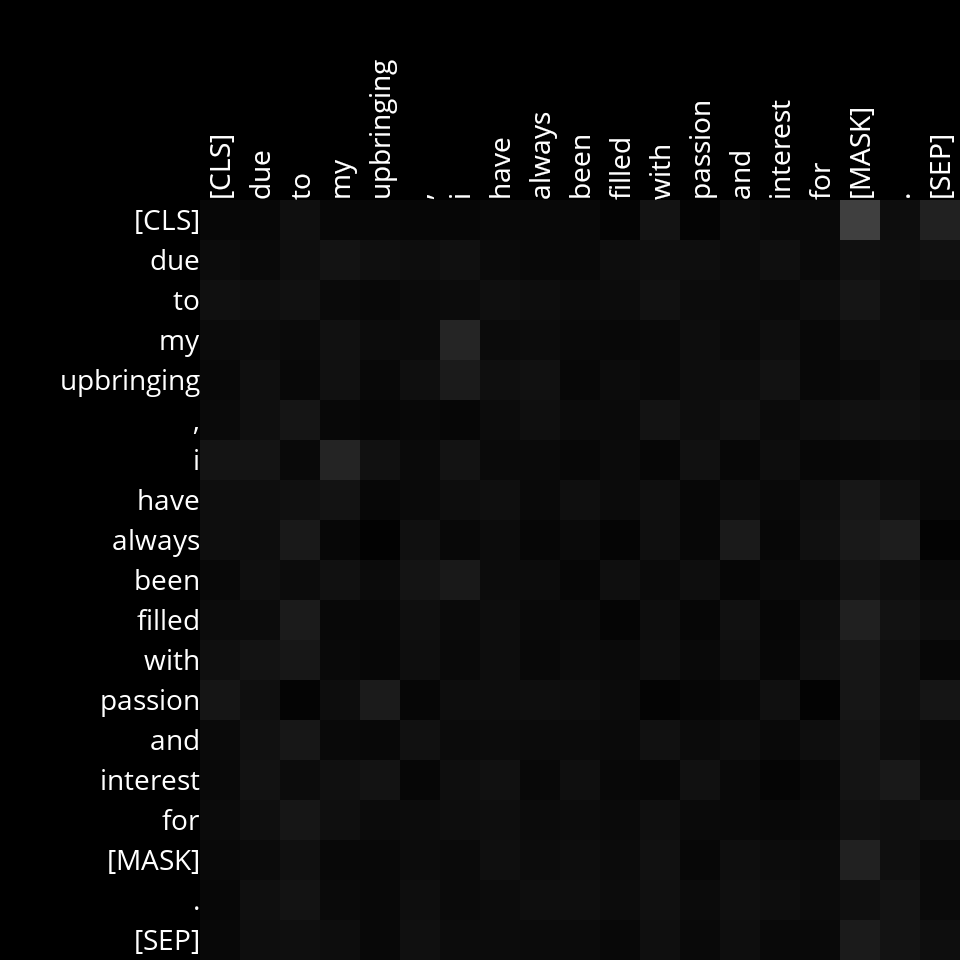 [CLS] due to my upbringing , i have always been filled with passion and interest for [MASK] . [SEP]
[CLS]
due
to
my
upbringing
,
i
have
always
been
filled
with
passion
and
interest
for
[MASK]
.
[SEP]